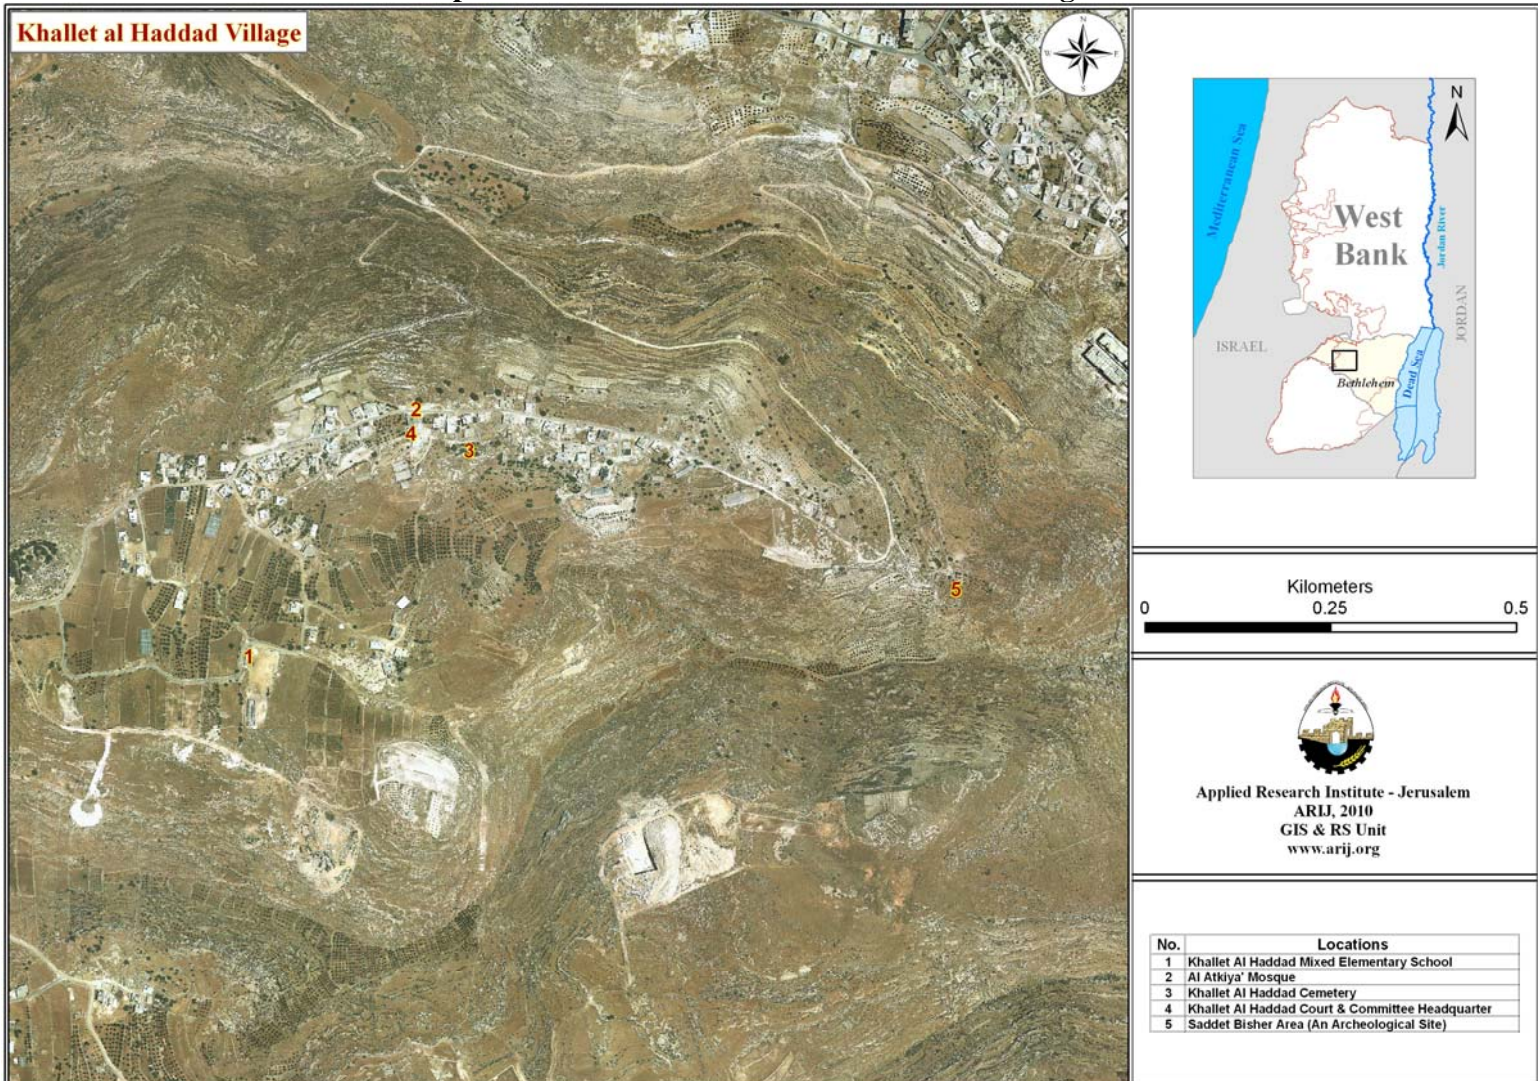 Khallet al Haddad Village
N
W
E
S
2
4
3
5
1
N
Mediterranean Sea
West
Bank
Jordan River
JORDAN
ISRAEL
Bethlehem
Dead Sea
Kilometers
0 0.25 0.5
Applied Research Institute - Jerusalem
ARIJ, 2010
GIS & RS Unit
www.arij.org
No. Locations
1 Khallet Al Haddad Mixed Elementary School
2 Al Atkiya' Mosque
3 Khallet Al Haddad Cemetery
4 Khallet Al Haddad Court & Committee Headquarter
5 Saddet Bisher Area (An Archeological Site)